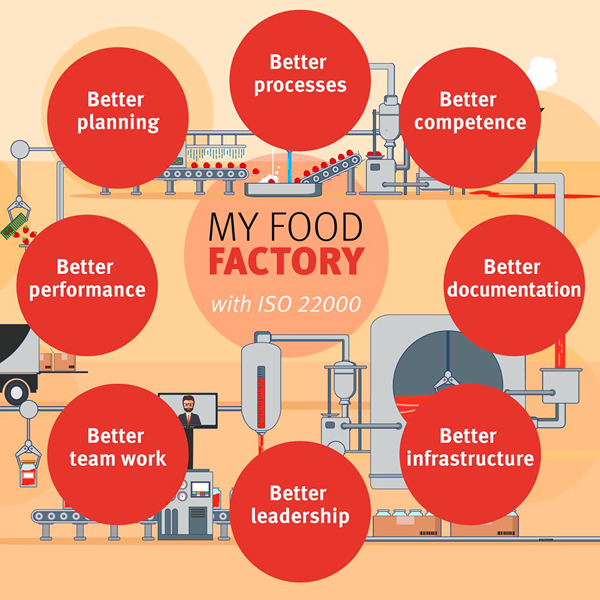 Better
processes
Better
planning
Better
competence
MY FOOD
FACTORY
with ISO 22000
Better
performance
Better
documentation
Better
team work
Better
infrastructure
Better
leadership